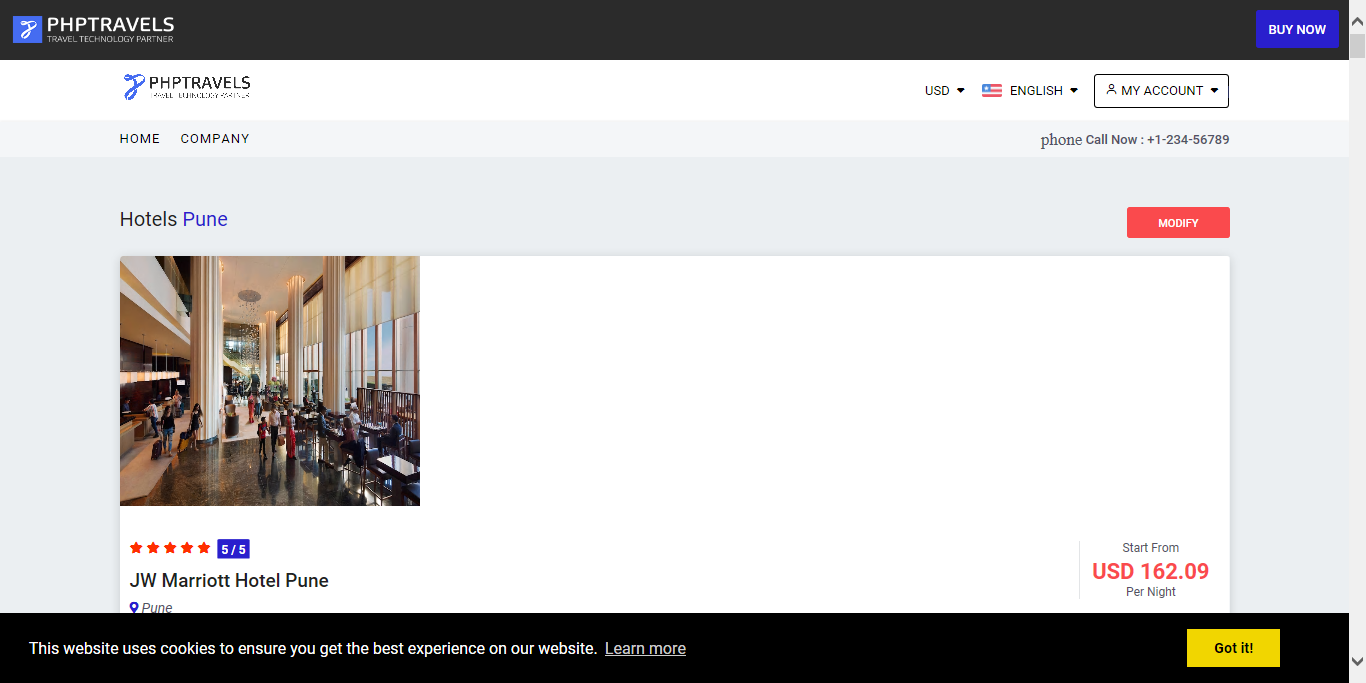 PHPTRAVELS
TRAVEL TECHNOLOGY PARTNER
BUY NOW
PHPTRAVELS
TRAVEL TECHNOLOGY PARTNER
USD
ENGLISH
MY ACCOUNT
HOME COMPANY
phone Call Now : +1-234-56789
Hotels Pune
MODIFY
5 / 5
JW Marriott Hotel Pune
Pune
Start From
USD 162.09
Per Night
This website uses cookies to ensure you get the best experience on our website. Learn more
Got it!